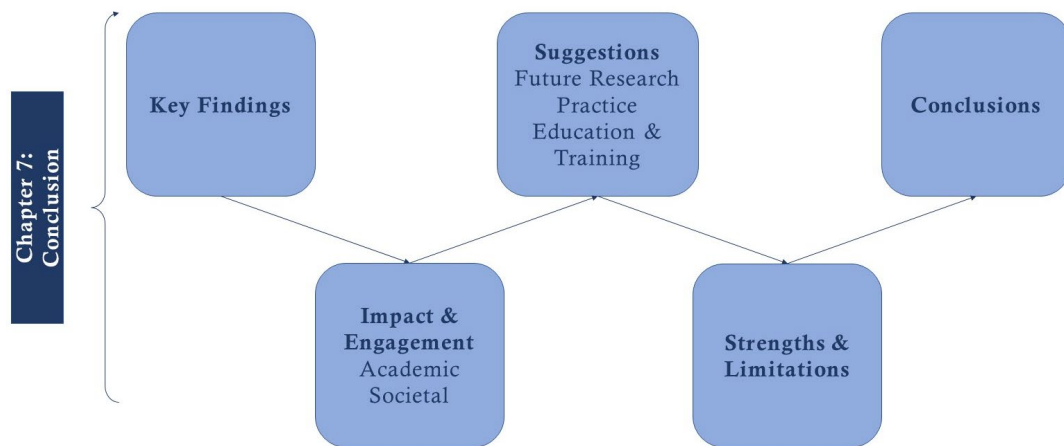 Chapter 7:
Conclusion
Key Findings
Impact &
Engagement
Academic
Societal
Suggestions
Future Research
Practice
Education &
Training
Strengths &
Limitations
Conclusions